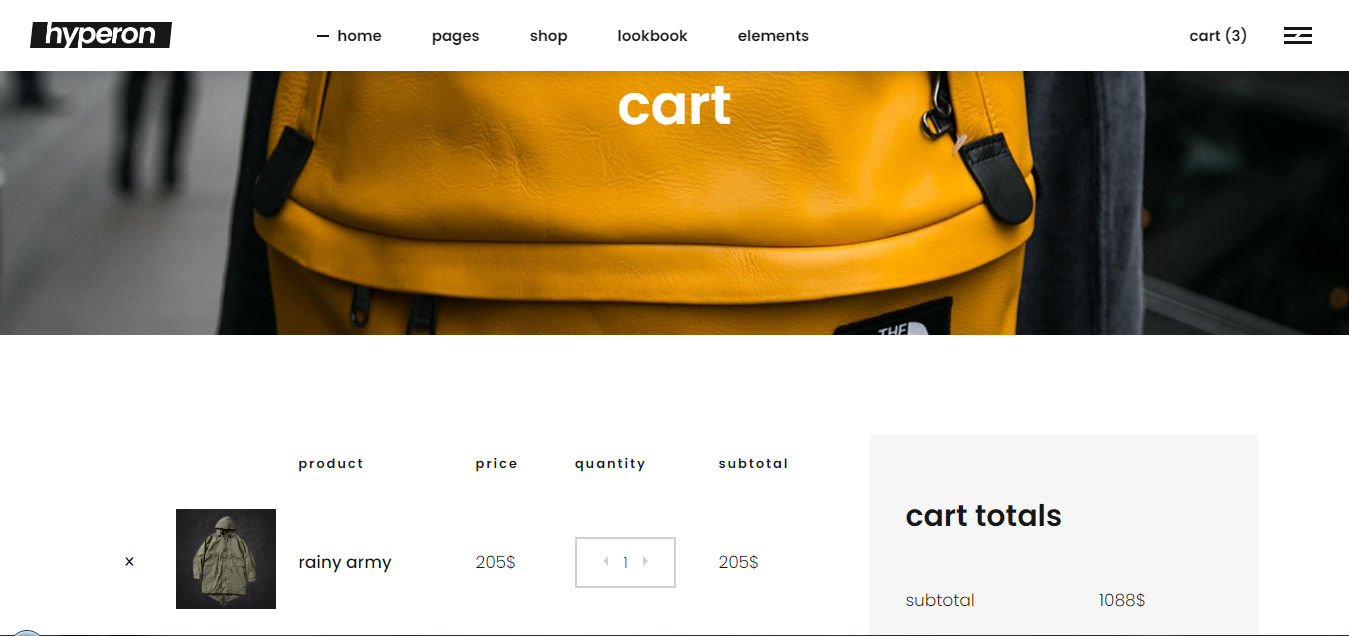 hyperon
home pages shop lookbook elements cart (3)
cart
THE
product price quantity subtotal
rainy army 205$ 1 205$
cart totals
subtotal 1088$